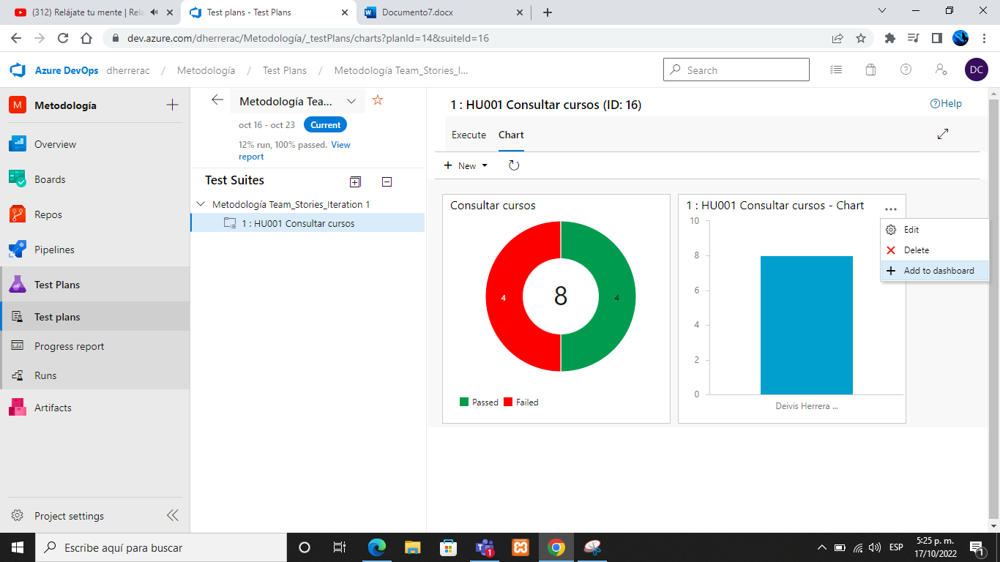 (312) Relájate tu mente | Rela
Test plans - Test Plans
Documento7.docx
dev.azure.com/dherrerac/Metodología/_testPlans/charts?planId=14&suiteId=16
Azure DevOps
dherrerac / Metodología / Test Plans / Metodología Team_Stories_I...
Search
DC
M
Metodología
Overview
Boards
Repos
Pipelines
Test Plans
Test plans
Progress report
Runs
Artifacts
Project settings
Metodología Tea...
oct 16 - oct 23
Current
12% run, 100% passed. View
report
Test Suites
Metodología Team_Stories_Iteration 1
1 : HU001 Consultar cursos
1 : HU001 Consultar cursos (ID: 16)
Help
Execute
Chart
New
Consultar cursos
4
8
4
Passed
Failed
1 : HU001 Consultar cursos - Chart
10
8
6
4
2
0
Deivis Herrera ...
Edit
Delete
Add to dashboard
Escribe aquí para buscar
1
ESP
5:25 p. m.
17/10/2022
1